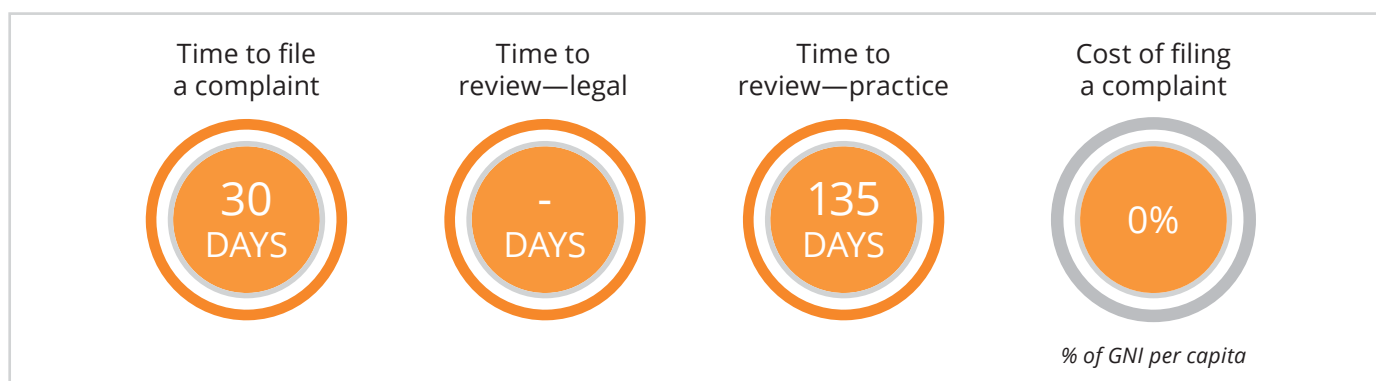 Time to file
a complaint
30
DAYS
Time to
review—legal
-
DAYS
Time to
review—practice
135
DAYS
Cost of filing
a complaint
0%
% of GNI per capita